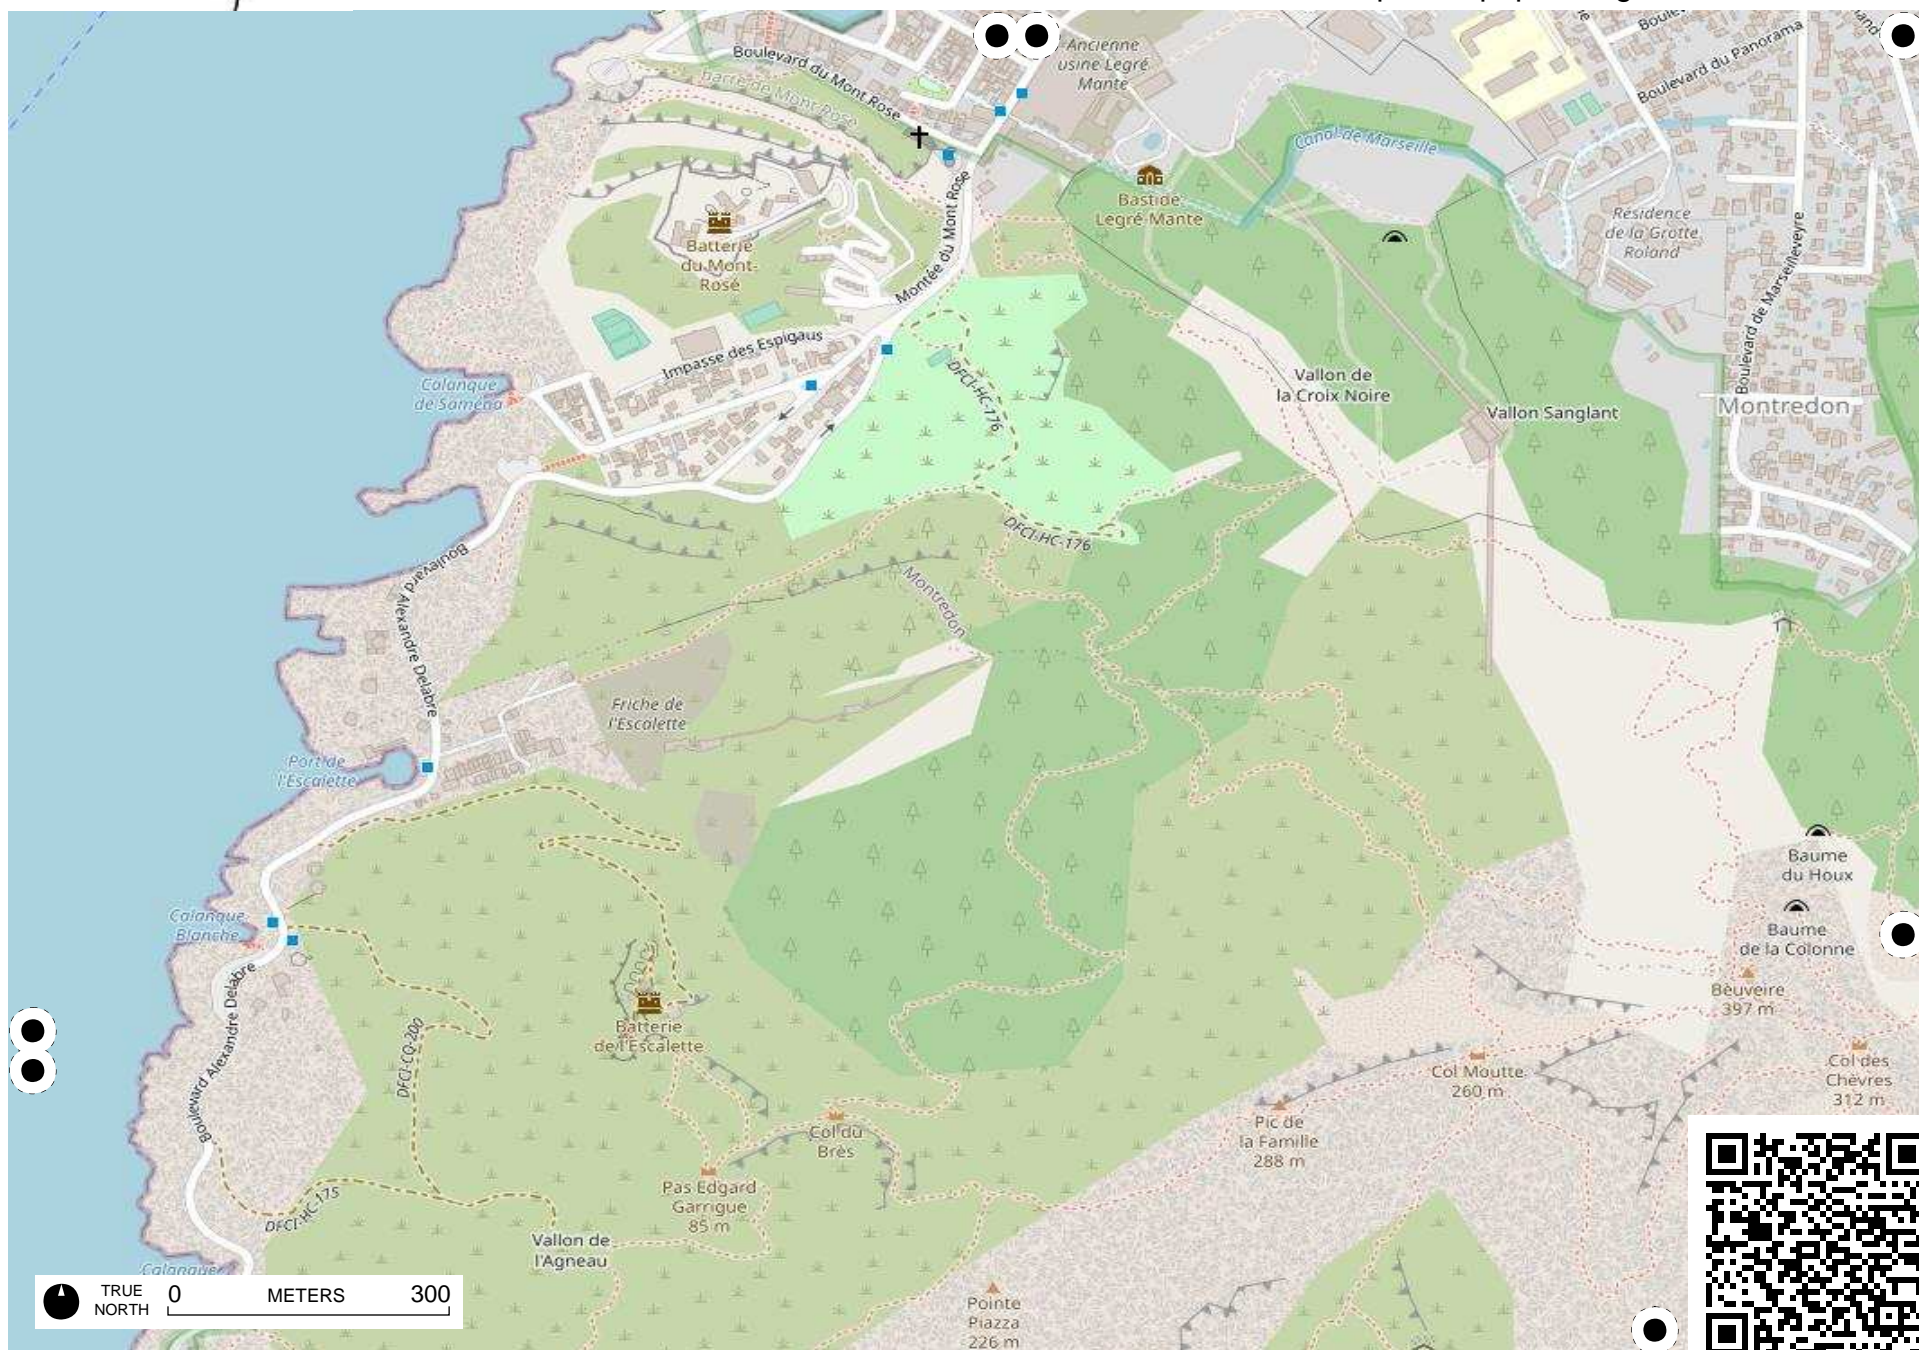 Ancienne
usine Legré
Mante
Boulevard du Mont Rose
barre de Mont-Rose
Boulevard du Panorama
Canal de Marseille
Bastide
Legré-Mante
Résidence
de la Grotte
Roland
Batterie
du Mont-
Rose
Montée du Mont Rose
Boulevard de Marseilleveyre
Impasse des Espigaus
Calanque
de Saména
DFCI-HC-176
Vallon de
la Croix Noire
Vallon Sanglant
Montredon
DFCI-HC-176
Boulevard
Alexandre Delabre
Montredon
Friche de
l'Escalette
Port de
l'Escalette
Baume
du Houx
Calanque
Blanche
Baume
de la Colonne
Boulevard Alexandre Delabre
Béuveire
397 m
Batterie
de l'Escalette
DFCI-CQ-200
Col Moutte
260 m
Col des
Chèvres
312 m
Pic de
la Famille
288 m
Col du
Brès
Pas Edgard
Garrigue
85 m
DFCI-HC-175
Vallon de
l'Agneau
Calanque
TRUE
NORTH
0 METERS 300
Pointe
Piazza
226 m